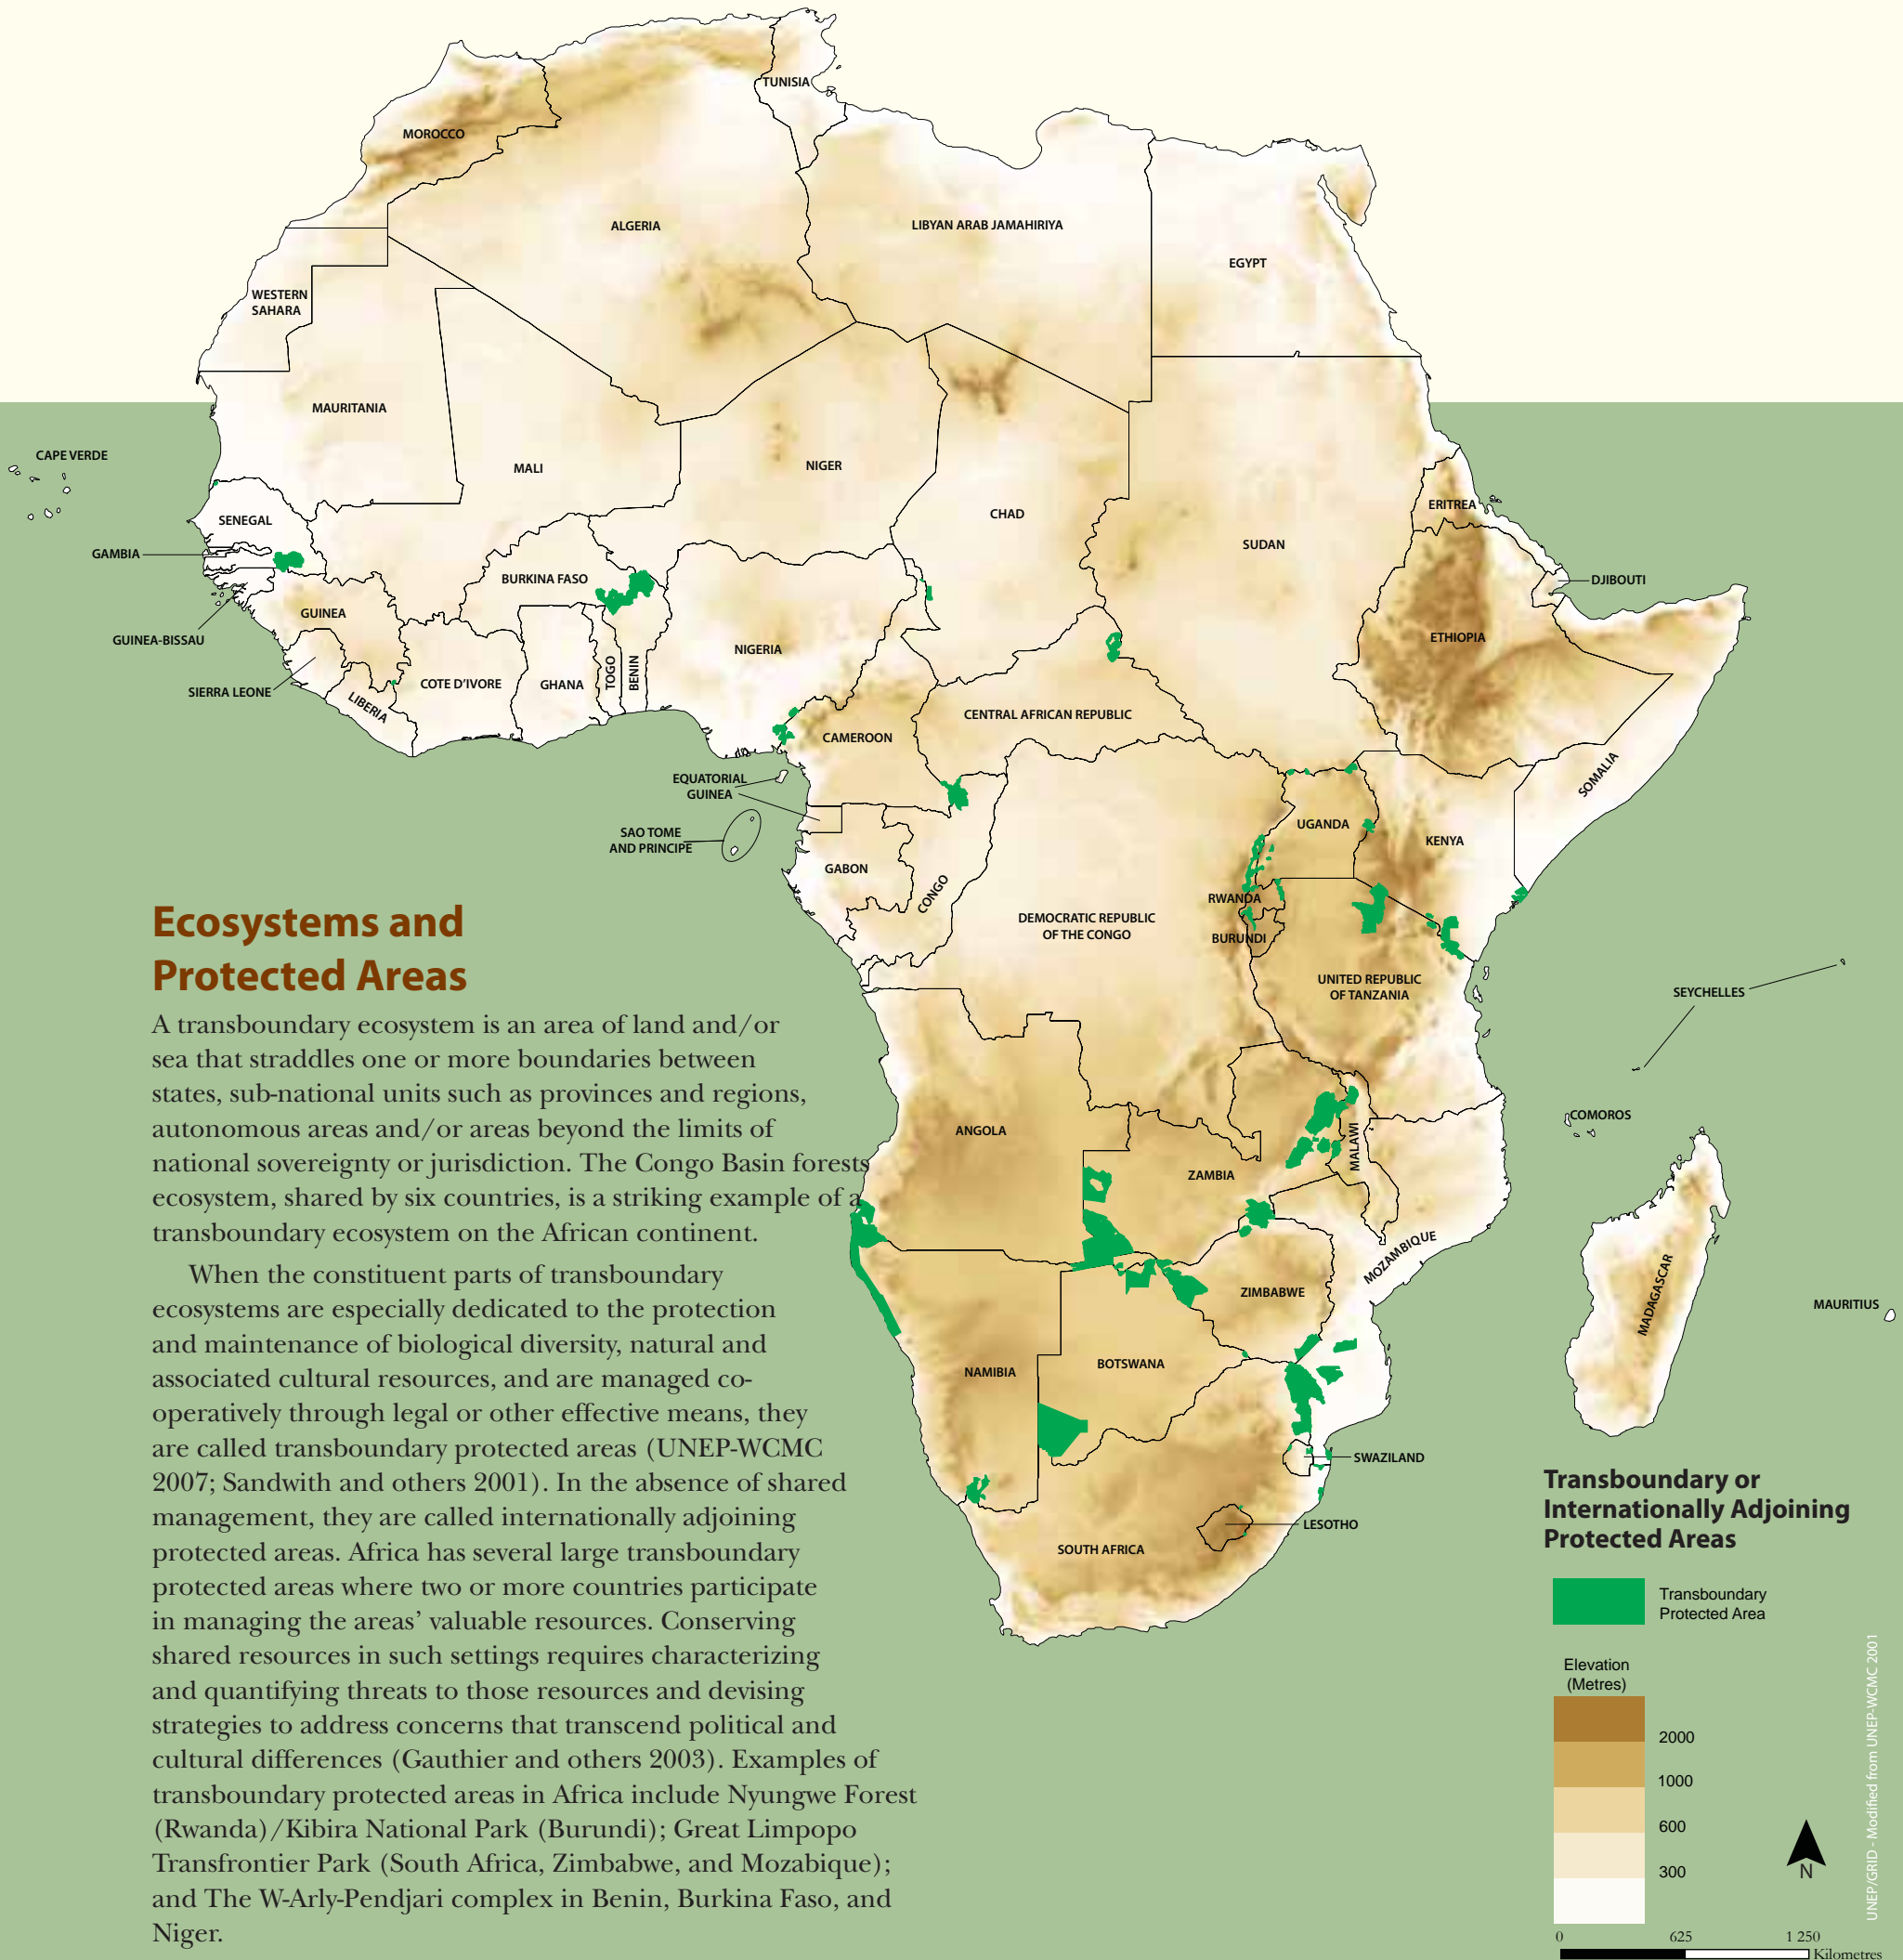 TUNISIA
MOROCCO
ALGERIA
LIBYAN ARAB JAMAHIRIYA
EGYPT
WESTERN
SAHARA
MAURITANIA
CAPE VERDE
MALI
NIGER
CHAD
SUDAN
ERITREA
SENEGAL
GAMBIA
BURKINA FASO
DJIBOUTI
GUINEA
GUINEA-BISSAU
NIGERIA
ETHIOPIA
SIERRA LEONE
LIBERIA
COTE D'IVORE
GHANA
TOGO
BENIN
CENTRAL AFRICAN REPUBLIC
CAMEROON
SOMALIA
EQUATORIAL
GUINEA
SAO TOME
AND PRINCIPE
UGANDA
KENYA
GABON
CONGO
RWANDA
DEMOCRATIC REPUBLIC
OF THE CONGO
BURUNDI
UNITED REPUBLIC
OF TANZANIA
SEYCHELLES
COMOROS
ANGOLA
MALAWI
ZAMBIA
MOZAMBIQUE
MADAGASCAR
MAURITIUS
ZIMBABWE
NAMIBIA
BOTSWANA
SWAZILAND
LESOTHO
SOUTH AFRICA
Ecosystems and
Protected Areas
A transboundary ecosystem is an area of land and/or
sea that straddles one or more boundaries between
states, sub-national units such as provinces and regions,
autonomous areas and/or areas beyond the limits of
national sovereignty or jurisdiction. The Congo Basin forests
ecosystem, shared by six countries, is a striking example of a
transboundary ecosystem on the African continent.
When the constituent parts of transboundary
ecosystems are especially dedicated to the protection
and maintenance of biological diversity, natural and
associated cultural resources, and are managed co-
operatively through legal or other effective means, they
are called transboundary protected areas (UNEP-WCMC
2007; Sandwith and others 2001). In the absence of shared
management, they are called internationally adjoining
protected areas. Africa has several large transboundary
protected areas where two or more countries participate
in managing the areas' valuable resources. Conserving
shared resources in such settings requires characterizing
and quantifying threats to those resources and devising
strategies to address concerns that transcend political and
cultural differences (Gauthier and others 2003). Examples of
transboundary protected areas in Africa include Nyungwe Forest
(Rwanda)/Kibira National Park (Burundi); Great Limpopo
Transfrontier Park (South Africa, Zimbabwe, and Mozabique);
and The W-Arly-Pendjari complex in Benin, Burkina Faso, and
Niger.
Transboundary or
Internationally Adjoining
Protected Areas
Transboundary
Protected Area
Elevation
(Metres)
2000
1000
600
300
N
0 625 1 250
Kilometres
UNEP/GRID - Modified from UNEP-WCMC 2001